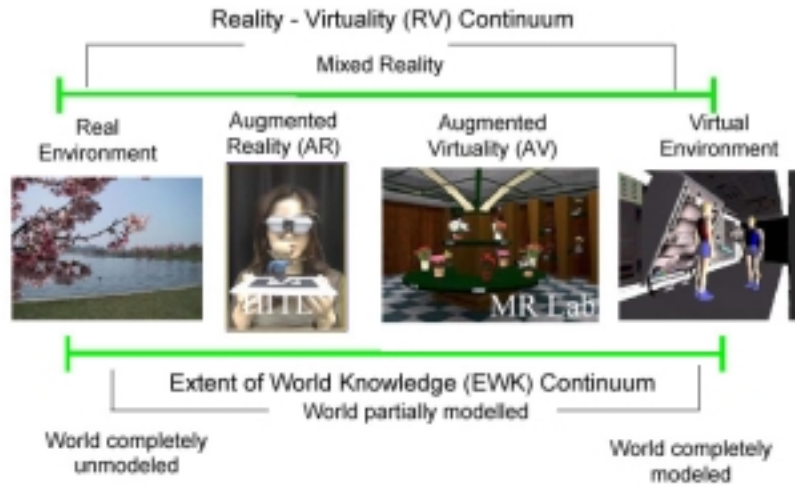 Reality - Virtuality (RV) Continuum
Mixed Reality
Real
Environment
Augmented
Reality (AR)
Augmented
Virtuality (AV)
Virtual
Environment
HITL
MR Lab
Extent of World Knowledge (EWK) Continuum
World partially modelled
World completely
unmodeled
World completely
modeled